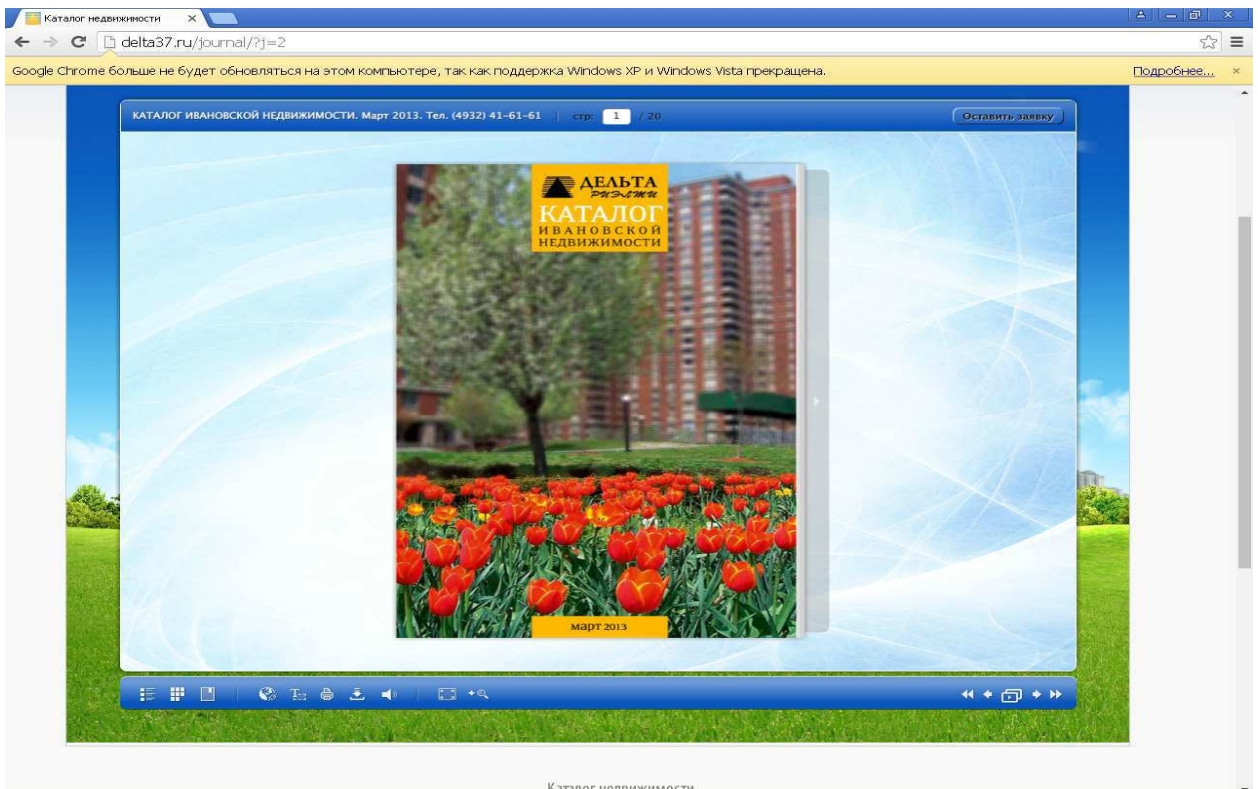 Каталог недвижимости
delta37.ru/journal/?j=2
Google Chrome больше не будет обновляться на этом компьютере, так как поддержка Windows XP и Windows Vista прекращена.
Подробнее...
КАТАЛОГ ИВАНОВСКОЙ НЕДВИЖИМОСТИ. Март 2013. Тел. (4932) 41-61-61
стр: 1 / 20
Оставить заявку
ДЕЛЬТА
РИЭЛТИ
КАТАЛОГ
ИВАНОВСКОЙ
НЕДВИЖИМОСТИ
март 2013
Каталог недвижимости